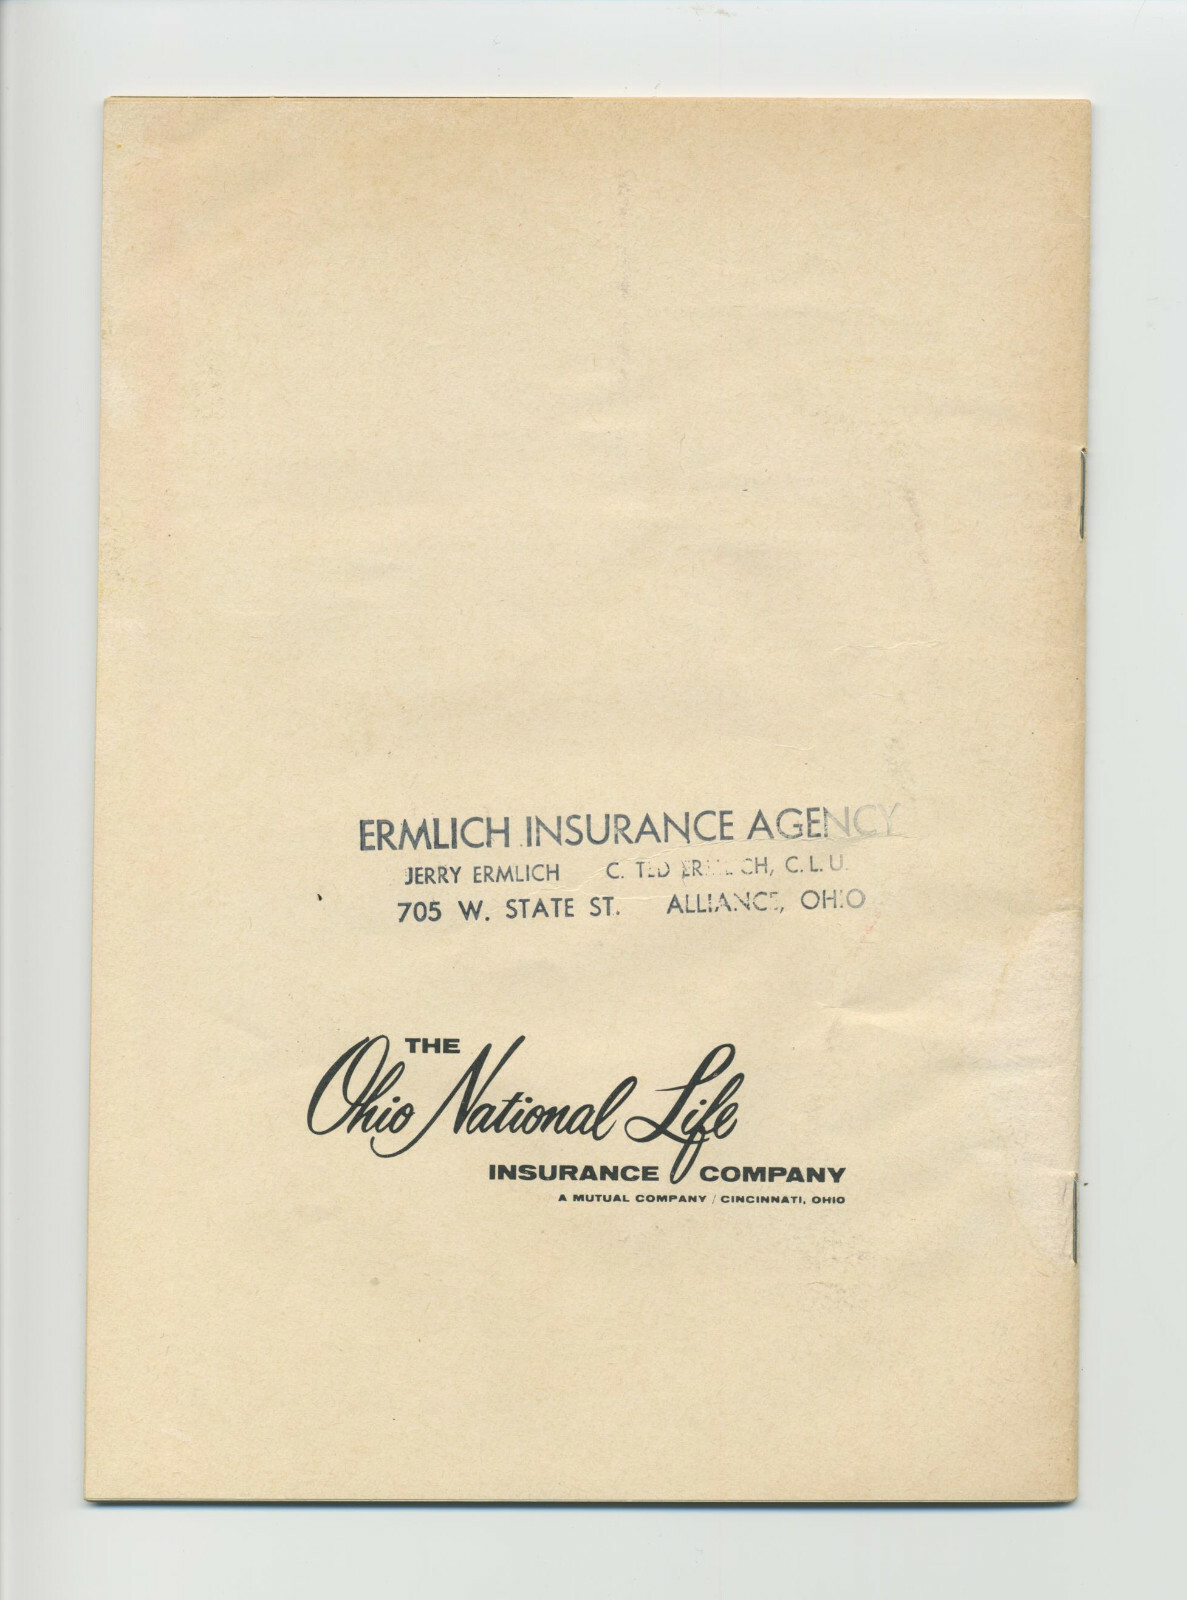 ERMLICH INSURANCE AGENCY
JERRY ERMLICH C. TED ERMLICH, C.L.U.
705 W. STATE ST. ALLIANCE, OHIO
THE
Ohio National Life
INSURANCE COMPANY
A MUTUAL COMPANY / CINCINNATI, OHIO